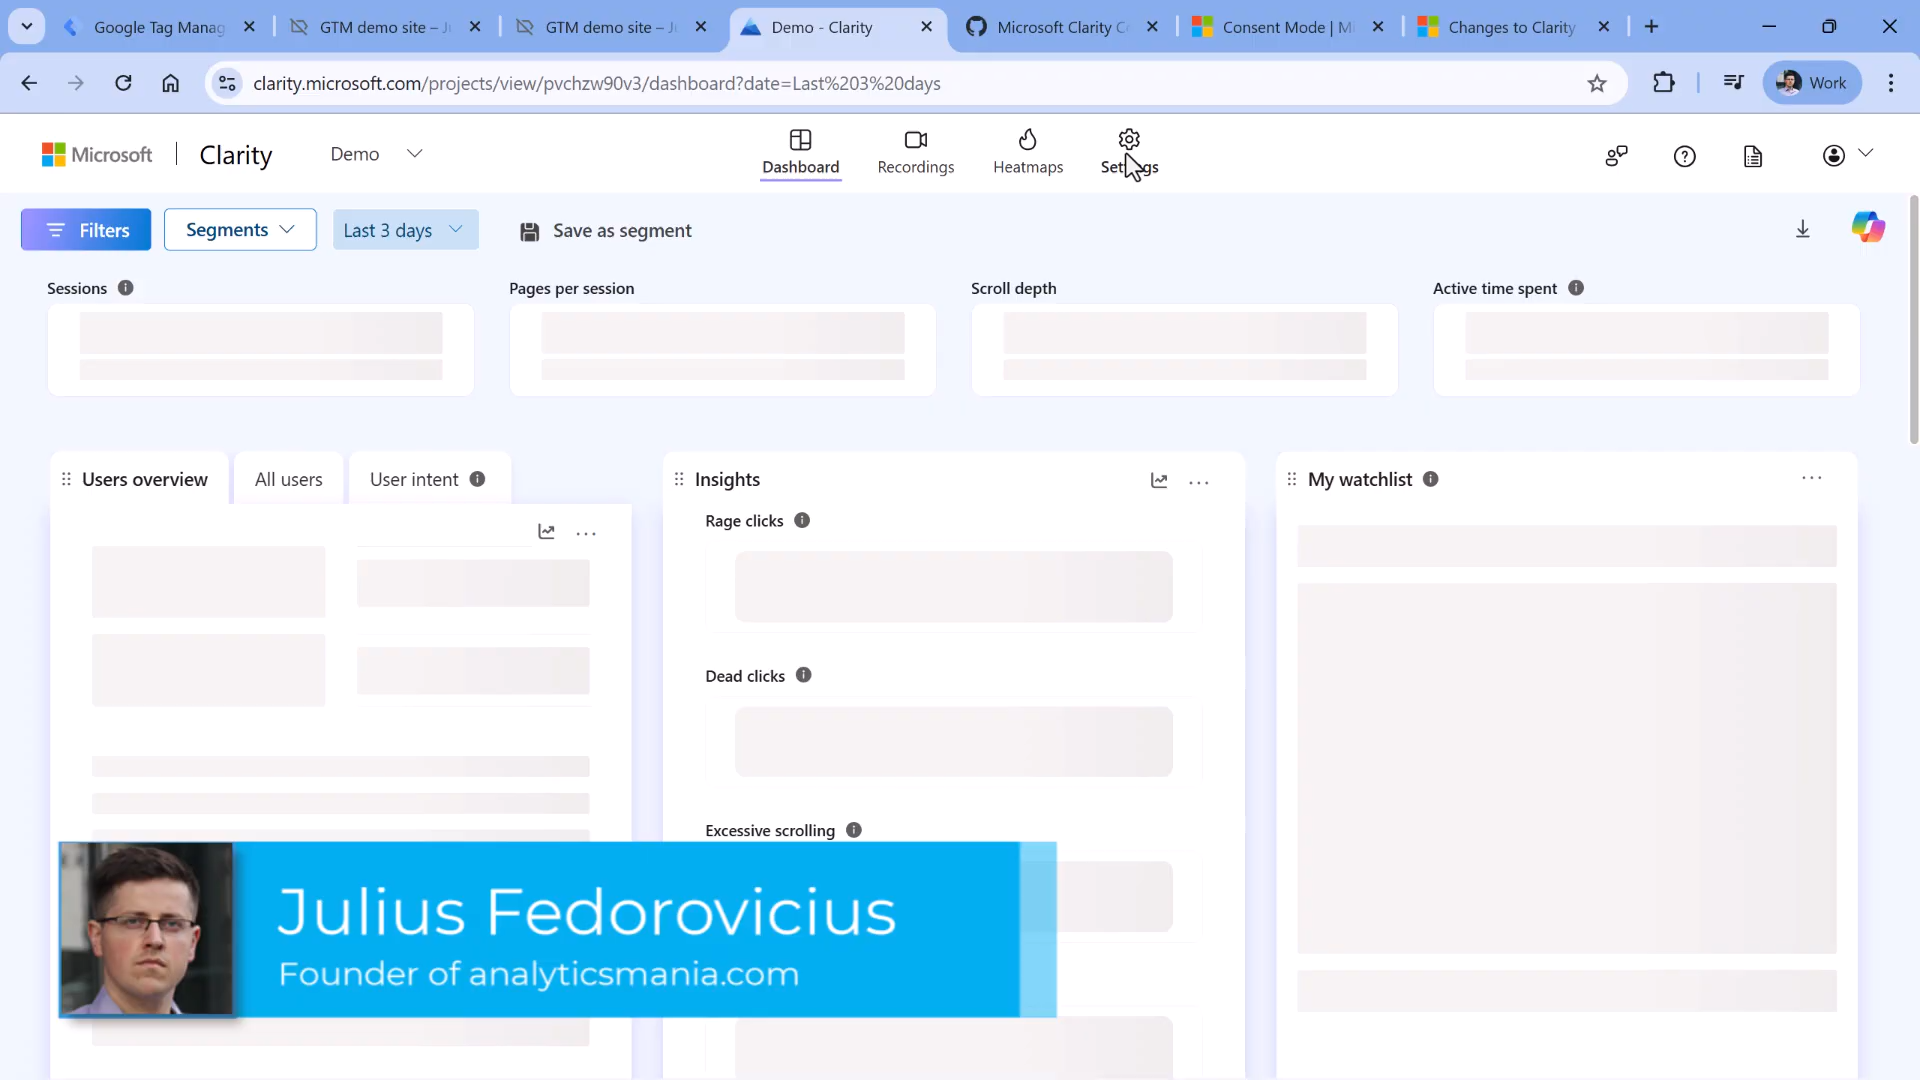 Google Tag Manag
GTM demo site – J
GTM demo site – J
Demo - Clarity
Microsoft Clarity C
Consent Mode | Mi
Changes to Clarity
clarity.microsoft.com/projects/view/pvchzw90v3/dashboard?date=Last%203%20days
Work
Microsoft
Clarity
Demo
Dashboard
Recordings
Heatmaps
Settings
Filters
Segments
Last 3 days
Save as segment
Sessions
Pages per session
Scroll depth
Active time spent
Users overview
All users
User intent
Insights
My watchlist
Rage clicks
Dead clicks
Excessive scrolling
Julius Fedorovicius
Founder of analyticsmania.com